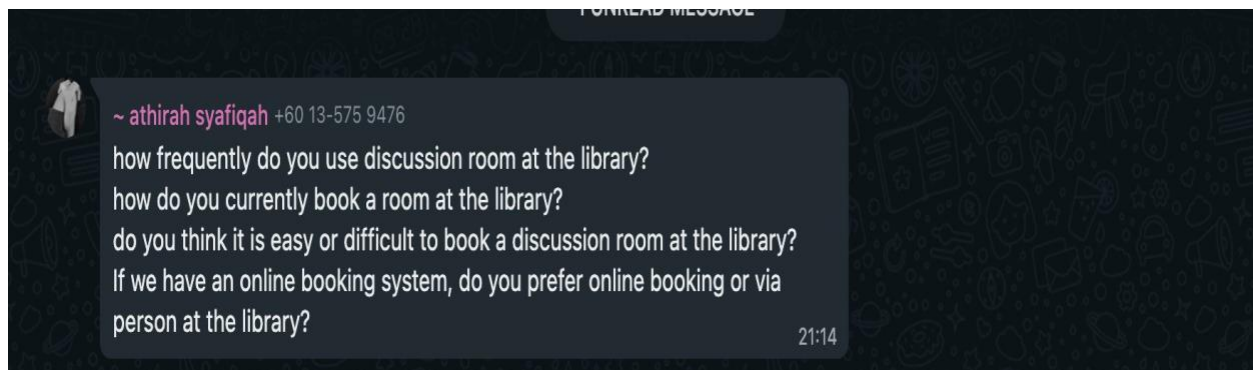 1 UNREAD MESSAGE
~ athirah syafiqah +60 13-575 9476
how frequently do you use discussion room at the library?
how do you currently book a room at the library?
do you think it is easy or difficult to book a discussion room at the library?
If we have an online booking system, do you prefer online booking or via
person at the library?
21:14